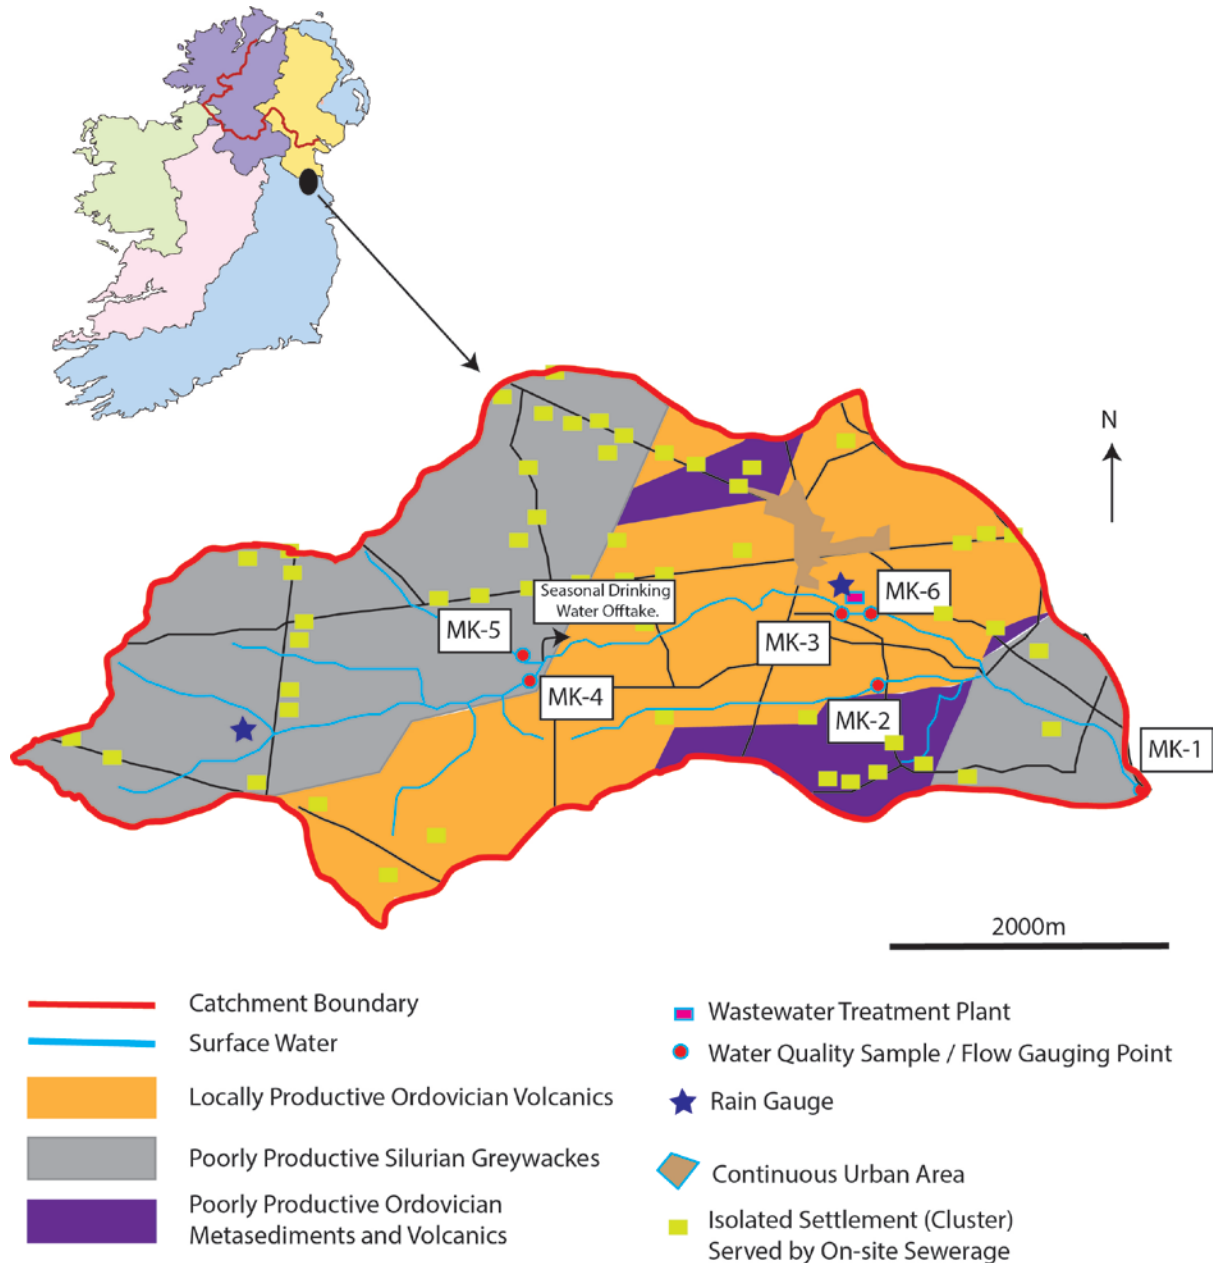 N
Seasonal Drinking
Water Offtake.
MK-6
MK-5
MK-3
MK-4
MK-2
MK-1
2000m
Catchment Boundary
Surface Water
Locally Productive Ordovician Volcanics
Poorly Productive Silurian Greywackes
Poorly Productive Ordovician
Metasediments and Volcanics
Wastewater Treatment Plant
Water Quality Sample / Flow Gauging Point
Rain Gauge
Continuous Urban Area
Isolated Settlement (Cluster)
Served by On-site Sewerage